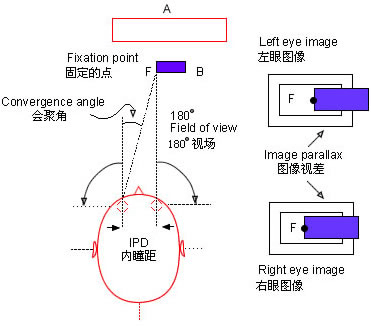 A
Fixation point
固定的点
F
B
Convergence angle
会聚角
180°
Field of view
180°视场
IPD
内瞳距
Left eye image
左眼图像
F
Image parallax
图像视差
F
Right eye image
右眼图像